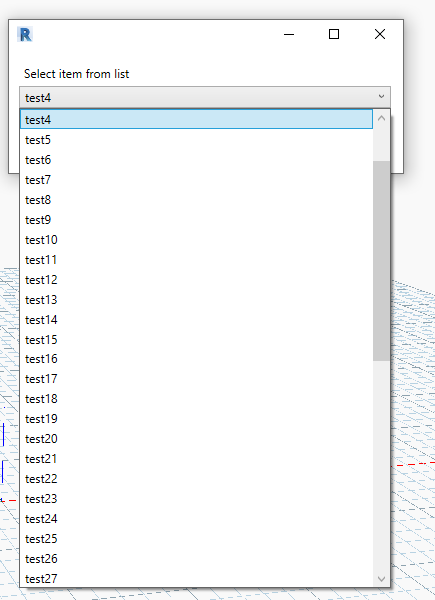 R
Select item from list
test4
test4
test5
test6
test7
test8
test9
test10
test11
test12
test13
test14
test15
test16
test17
test18
test19
test20
test21
test22
test23
test24
test25
test26
test27